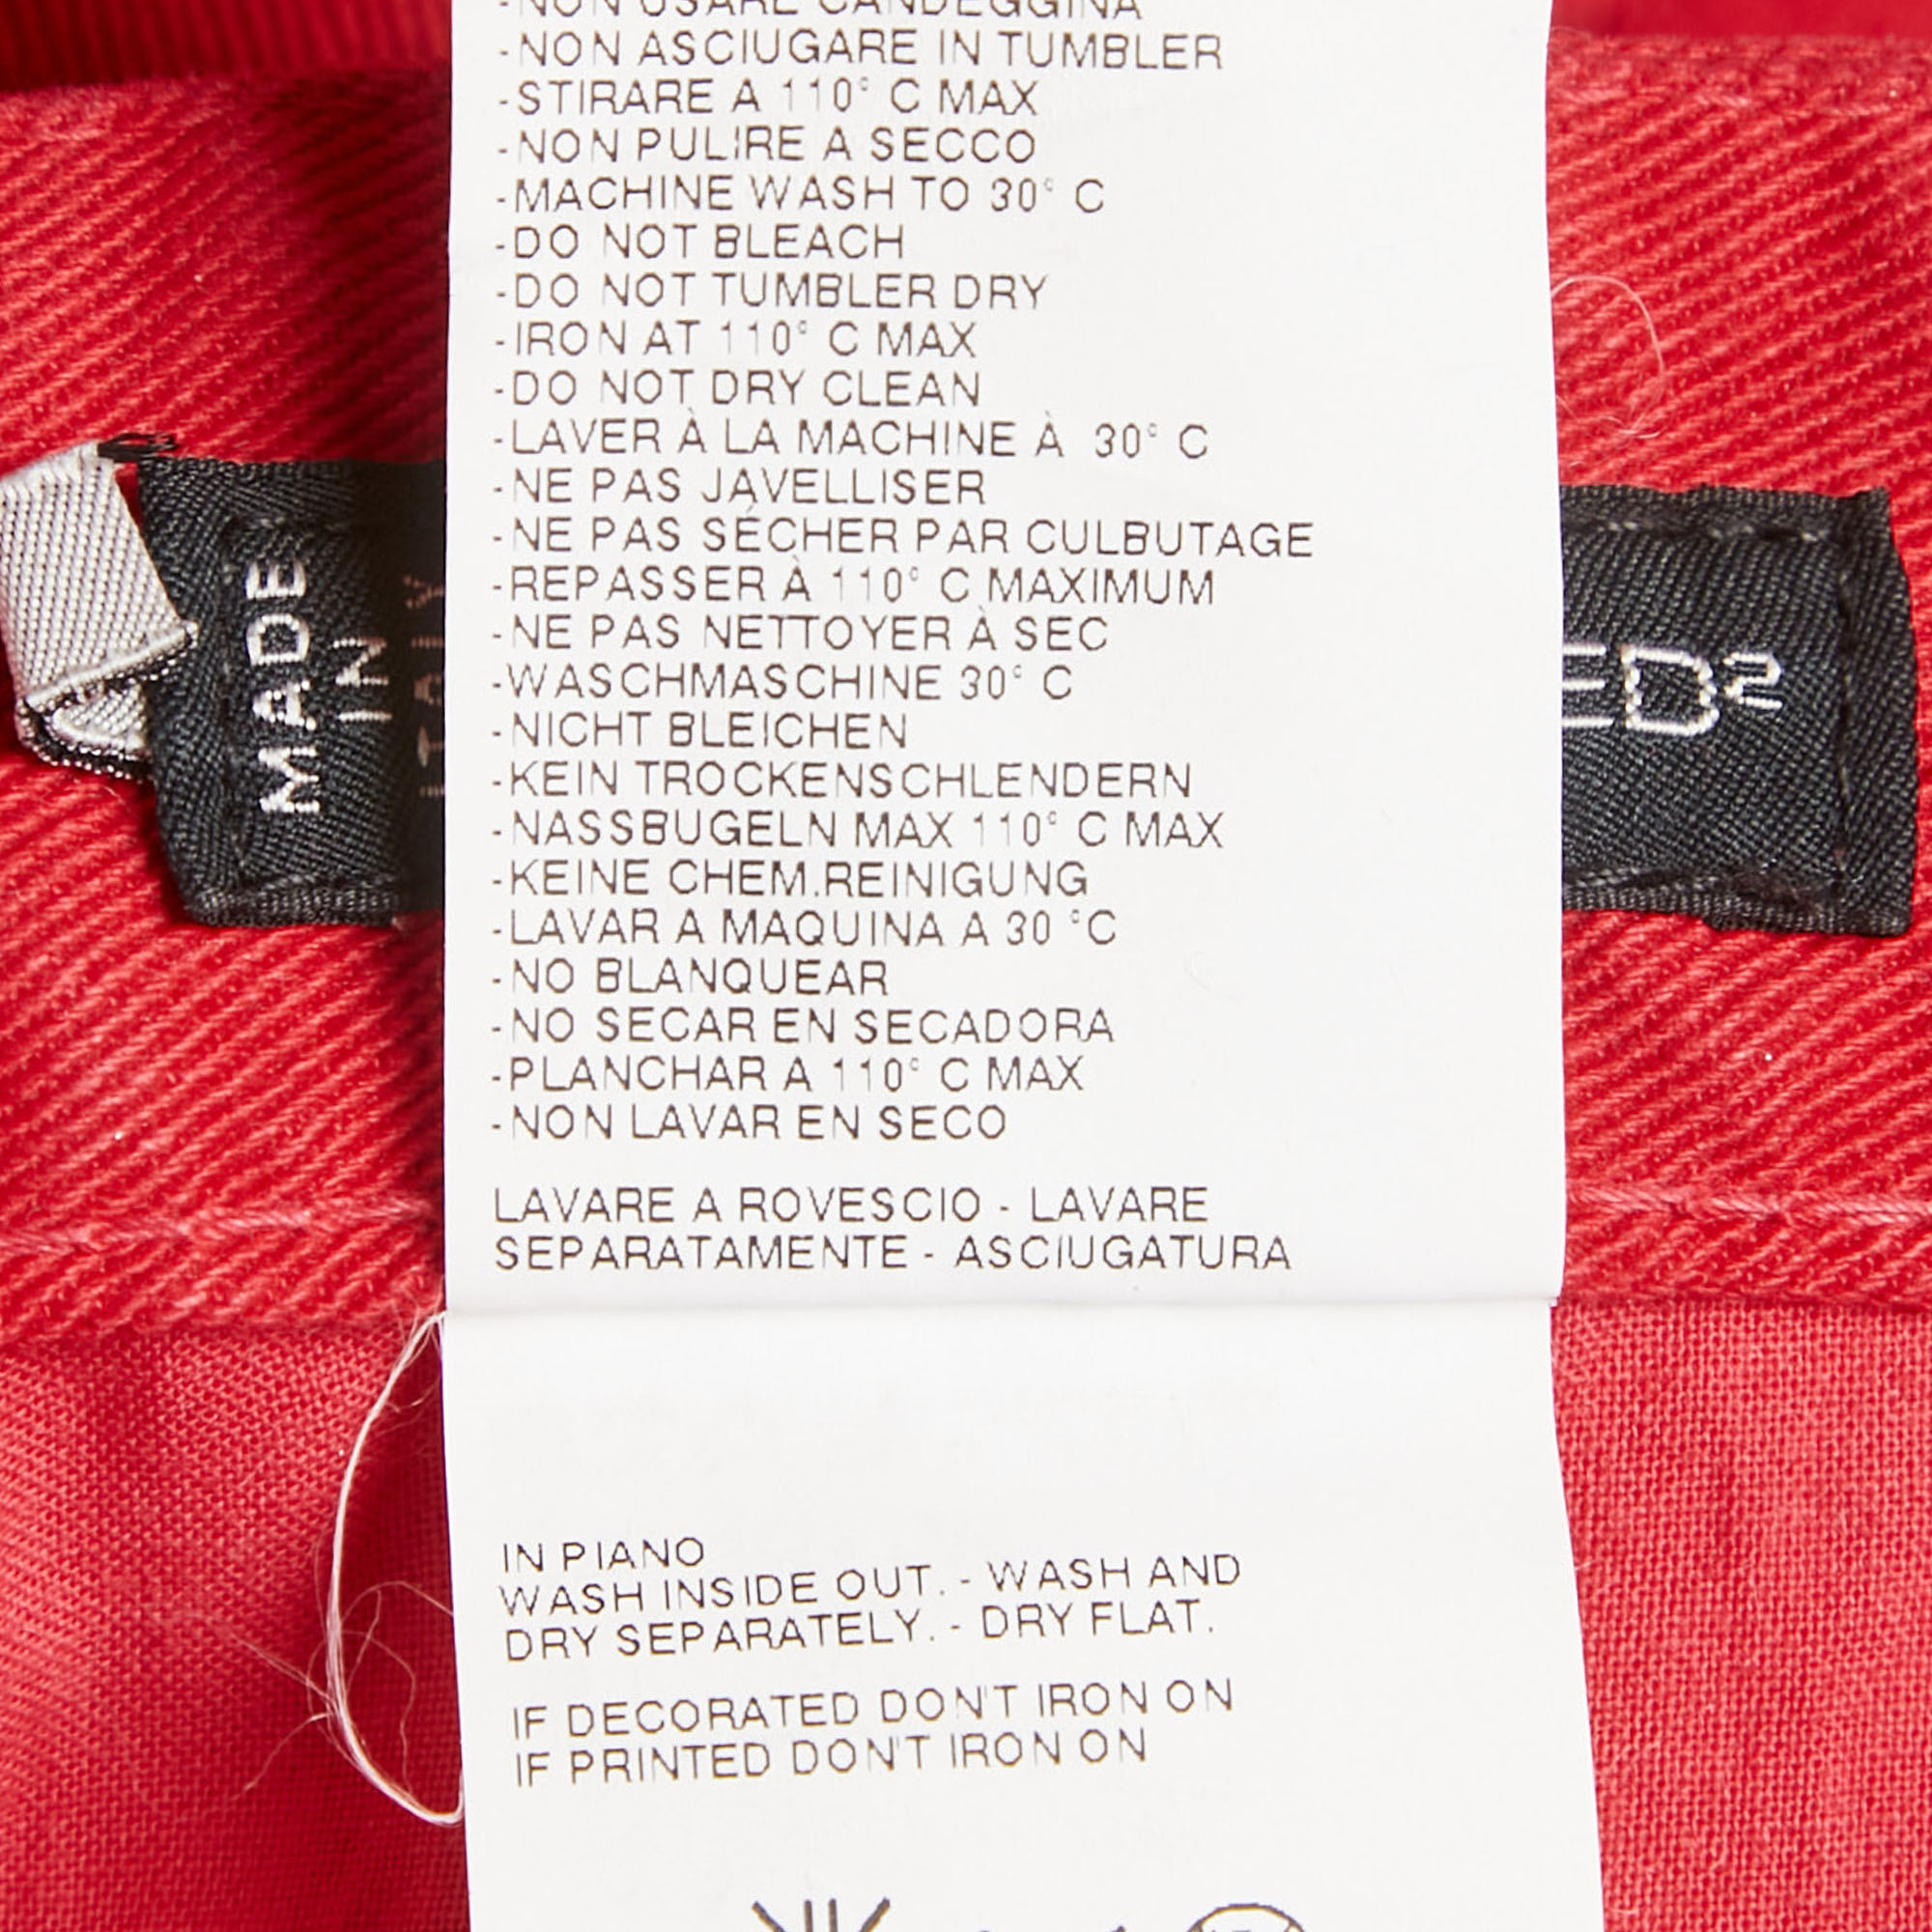 -NON USARE CANDEGGINA
-NON ASCIUGARE IN TUMBLER
-STIRARE A 110° C MAX
-NON PULIRE A SECCO
-MACHINE WASH TO 30° C
-DO NOT BLEACH
-DO NOT TUMBLER DRY
-IRON AT 110° C MAX
-DO NOT DRY CLEAN
-LAVER À LA MACHINE À 30° C
-NE PAS JAVELLISER
-NE PAS SÉCHER PAR CULBUTAGE
-REPASSER À 110° C MAXIMUM
-NE PAS NETTOYER À SEC
-WASCHMASCHINE 30° C
-NICHT BLEICHEN
-KEIN TROCKENSCHLENDERN
-NASSBUGELN MAX 110° C MAX
-KEINE CHEM.REINIGUNG
-LAVAR A MAQUINA A 30 °C
-NO BLANQUEAR
-NO SECAR EN SECADORA
-PLANCHAR A 110° C MAX
-NON LAVAR EN SECO
LAVARE A ROVESCIO - LAVARE
SEPARATAMENTE - ASCIUGATURA
IN PIANO
WASH INSIDE OUT. - WASH AND
DRY SEPARATELY. - DRY FLAT.
IF DECORATED DON'T IRON ON
IF PRINTED DON'T IRON ON
MADE
IN
ITALY
ED²